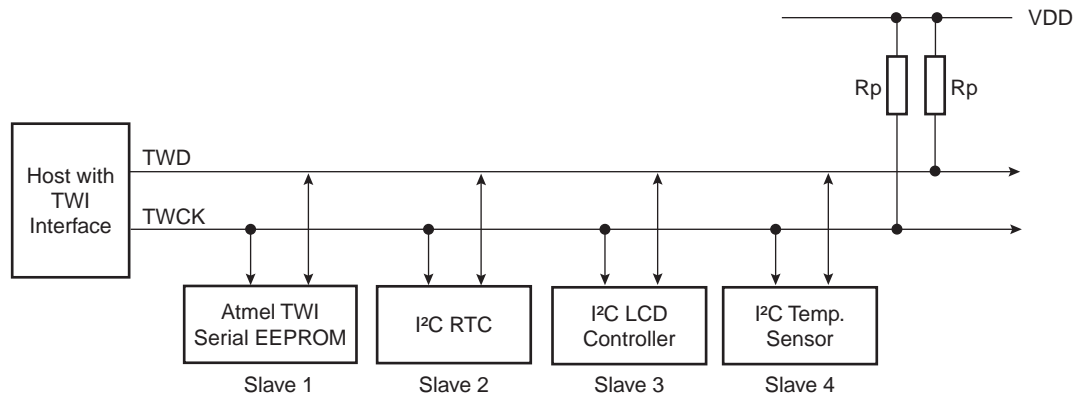 VDD
Rp
Rp
Host with
TWI
Interface
TWD
TWCK
Atmel TWI
Serial EEPROM
I²C RTC
I²C LCD
Controller
I²C Temp.
Sensor
Slave 1
Slave 2
Slave 3
Slave 4